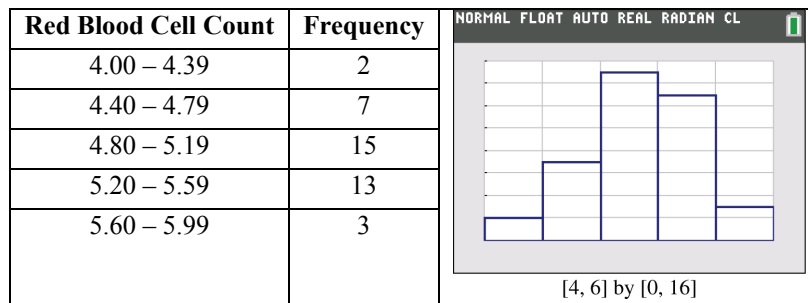 Red Blood Cell Count Frequency
4.00 – 4.39 2
4.40 – 4.79 7
4.80 – 5.19 15
5.20 – 5.59 13
5.60 – 5.99 3
NORMAL FLOAT AUTO REAL RADIAN CL
[4, 6] by [0, 16]